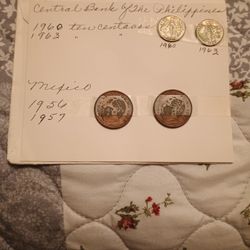 Central Bank of The Philippines
1960 ten centavos
1963 " "
1960
1963
Mexico
1956
1957